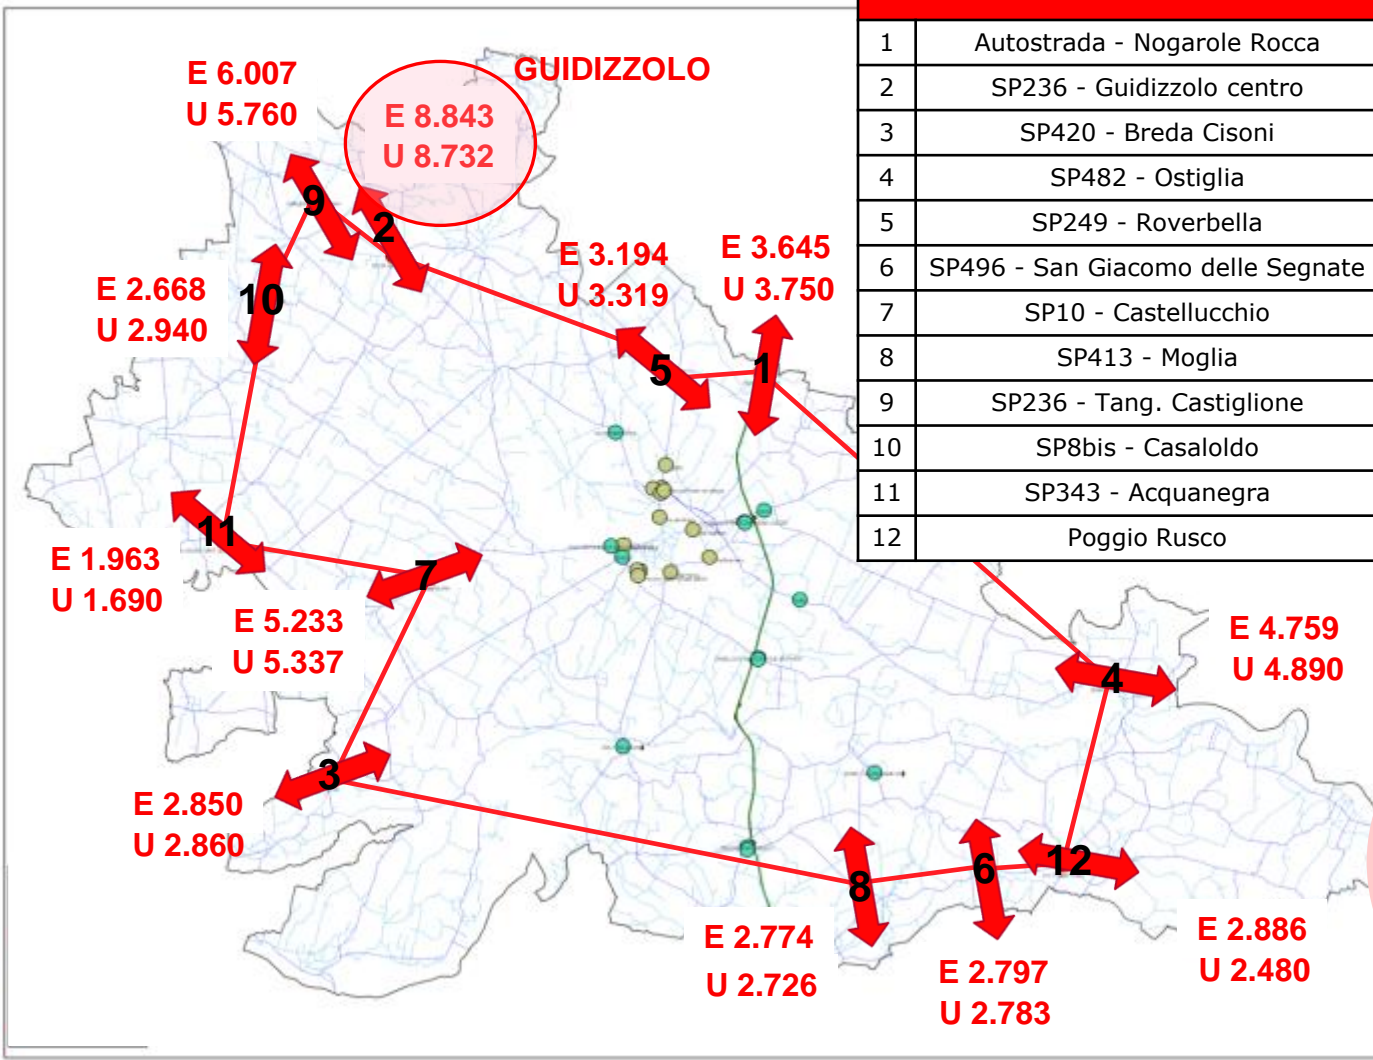 GUIDIZZOLO
E 6.007
U 5.760
E 8.843
U 8.732
9
2
E 3.194
U 3.319
E 3.645
U 3.750
E 2.668
U 2.940
10
5
1
11
E 1.963
U 1.690
7
E 5.233
U 5.337
E 4.759
U 4.890
4
3
E 2.850
U 2.860
8
6
12
E 2.774
U 2.726
E 2.797
U 2.783
E 2.886
U 2.480
1 Autostrada - Nogarole Rocca
2 SP236 - Guidizzolo centro
3 SP420 - Breda Cisoni
4 SP482 - Ostiglia
5 SP249 - Roverbella
6 SP496 - San Giacomo delle Segnate
7 SP10 - Castellucchio
8 SP413 - Moglia
9 SP236 - Tang. Castiglione
10 SP8bis - Casaloldo
11 SP343 - Acquanegra
12 Poggio Rusco